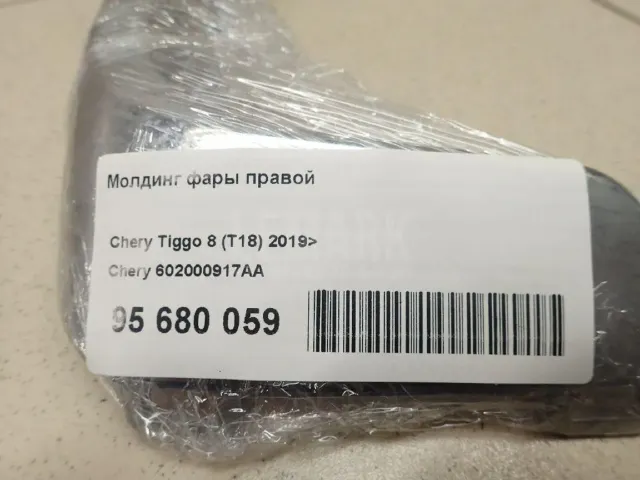 Молдинг фары правой
Chery Tiggo 8 (T18) 2019>
Chery 602000917AA
95 680 059